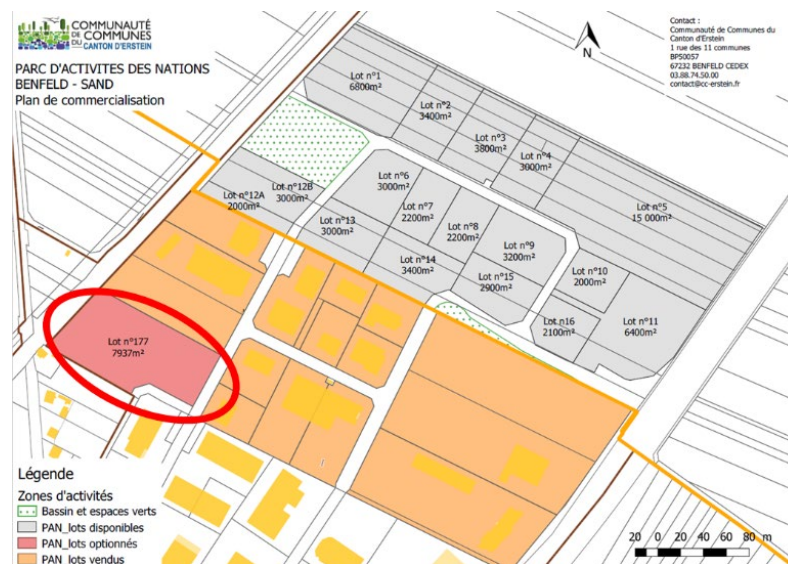 COMMUNAUTÉ
DE COMMUNES
DU CANTON D'ERSTEIN
PARC D'ACTIVITES DES NATIONS
BENFELD - SAND
Plan de commercialisation
N
Contact :
Communauté de Communes du
Canton d'Erstein
1 rue des 11 communes
BP50057
67232 BENFELD CEDEX
03.88.74.50.00
contact@cc-erstein.fr
Lot n°1
6800m²
Lot n°2
3400m²
Lot n°3
3800m²
Lot n°4
3000m²
Lot n°5
15 000m²
Lot n°6
3000m²
Lot n°7
2200m²
Lot n°8
2200m²
Lot n°9
3200m²
Lot n°10
2000m²
Lot n°11
6400m²
Lot n°12A
2000m²
Lot n°12B
3000m²
Lot n°13
3000m²
Lot n°14
3400m²
Lot n°15
2900m²
Lot n16
2100m²
Lot n°177
7937m²
Légende
Zones d'activités
Bassin et espaces verts
PAN_lots disponibles
PAN_lots optionnés
PAN_lots vendus
20 0 20 40 60 80 m